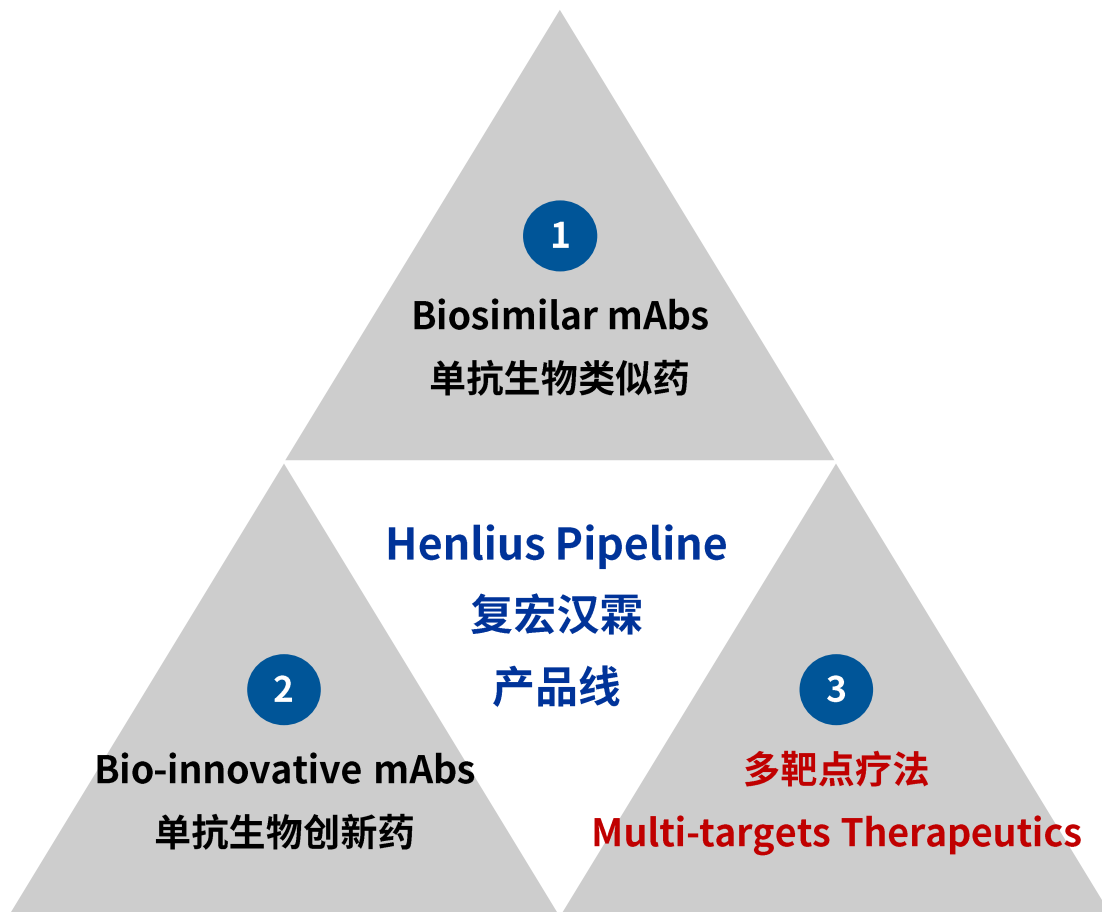 1
Biosimilar mAbs
单抗生物类似药
Henlius Pipeline
复宏汉霖
产品线
2
Bio-innovative mAbs
单抗生物创新药
3
多靶点疗法
Multi-targets Therapeutics